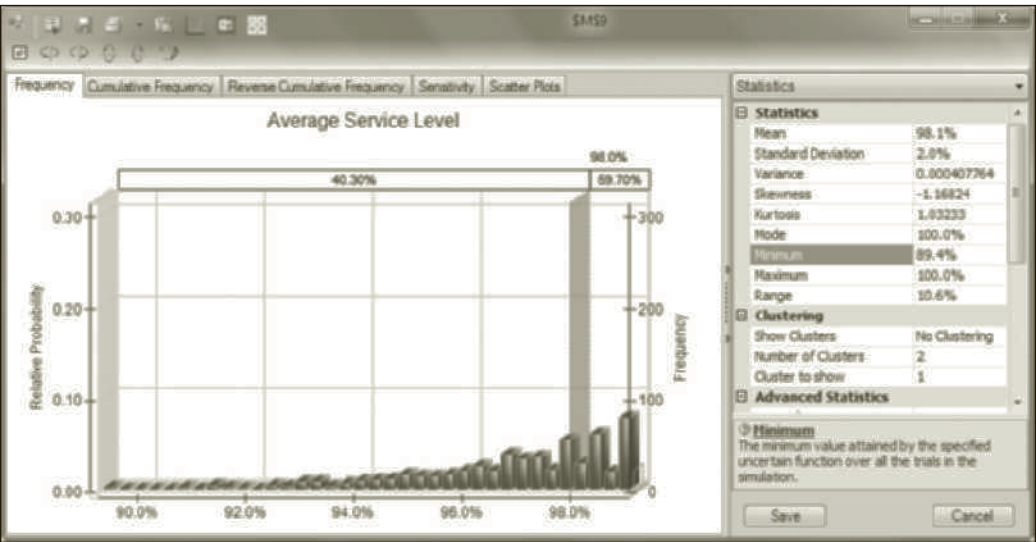 $M$9
Frequency Cumulative Frequency Reverse Cumulative Frequency Sensitivity Scatter Plots
Average Service Level
98.0%
40.30% 59.70%
0.30 300
0.20 200
0.10 100
0.00 0
Relative Probability
Frequency
90.0% 92.0% 94.0% 96.0% 98.0%
Statistics
Statistics
Mean 98.1%
Standard Deviation 2.0%
Variance 0.000407764
Skewness -1.16824
Kurtosis 1.03233
Mode 100.0%
Minimum 89.4%
Maximum 100.0%
Range 10.6%
Clustering
Show Clusters No Clustering
Number of Clusters 2
Cluster to show 1
Advanced Statistics
Minimum
The minimum value attained by the specified
uncertain function over all the trials in the
simulation.
Save Cancel